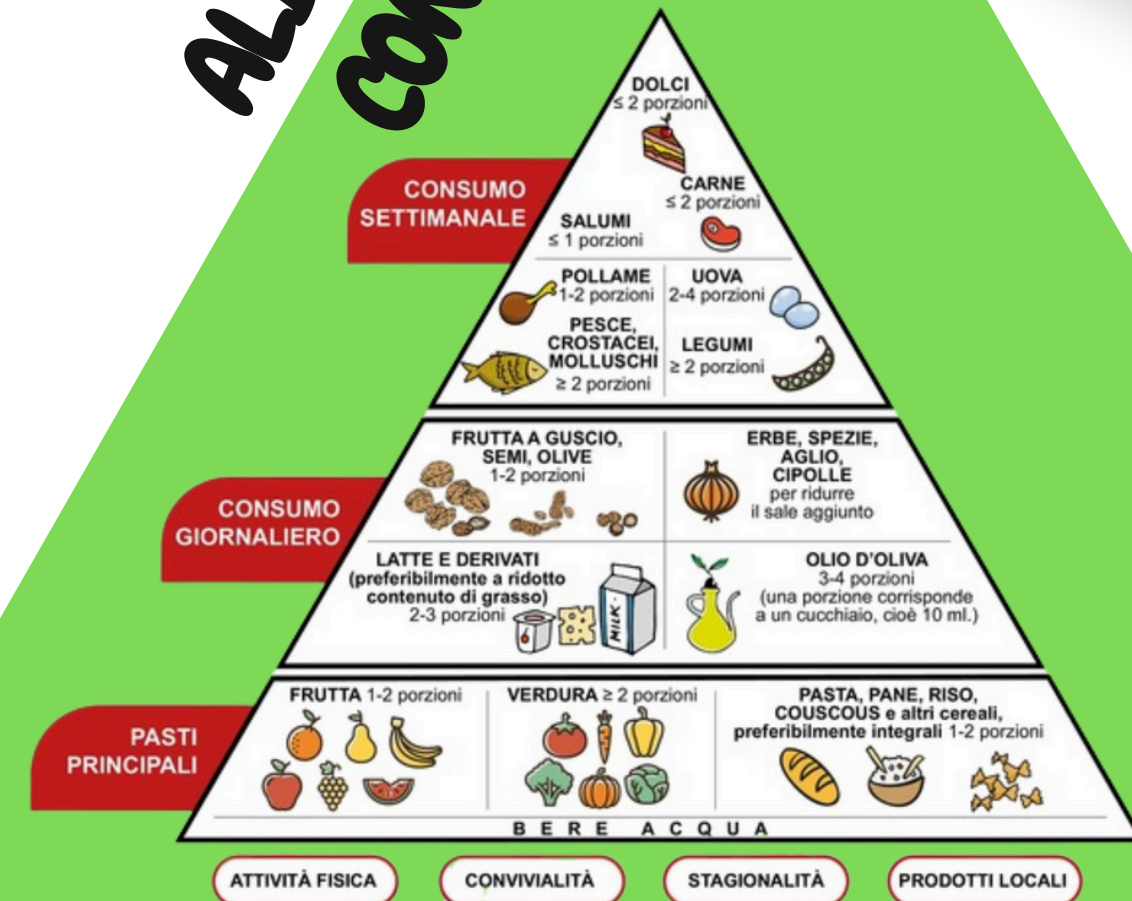 DOLCI
≤ 2 porzioni
CARNE
≤ 2 porzioni
SALUMI
≤ 1 porzioni
CONSUMO
SETTIMANALE
POLLAME
1-2 porzioni
UOVA
2-4 porzioni
PESCE,
CROSTACEI,
MOLLUSCHI
≥ 2 porzioni
LEGUMI
≥ 2 porzioni
CONSUMO
GIORNALIERO
FRUTTA A GUSCIO,
SEMI, OLIVE
1-2 porzioni
ERBE, SPEZIE,
AGLIO,
CIPOLLE
per ridurre
il sale aggiunto
LATTE E DERIVATI
(preferibilmente a ridotto
contenuto di grasso)
2-3 porzioni
MILK
OLIO D'OLIVA
3-4 porzioni
(una porzione corrisponde
a un cucchiaio, cioè 10 ml.)
PASTI
PRINCIPALI
FRUTTA 1-2 porzioni
VERDURA ≥ 2 porzioni
PASTA, PANE, RISO,
COUSCOUS e altri cereali,
preferibilmente integrali 1-2 porzioni
BERE ACQUA
ATTIVITÀ FISICA
CONVIVIALITÀ
STAGIONALITÀ
PRODOTTI LOCALI